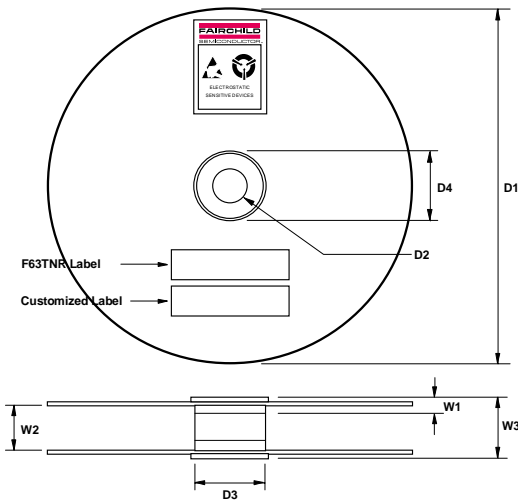 FAIRCHILD
SEMICONDUCTOR
ELECTROSTATIC
SENSITIVE DEVICES
D4
D1
D2
F63TNR Label
Customized Label
W1
W2
W3
D3